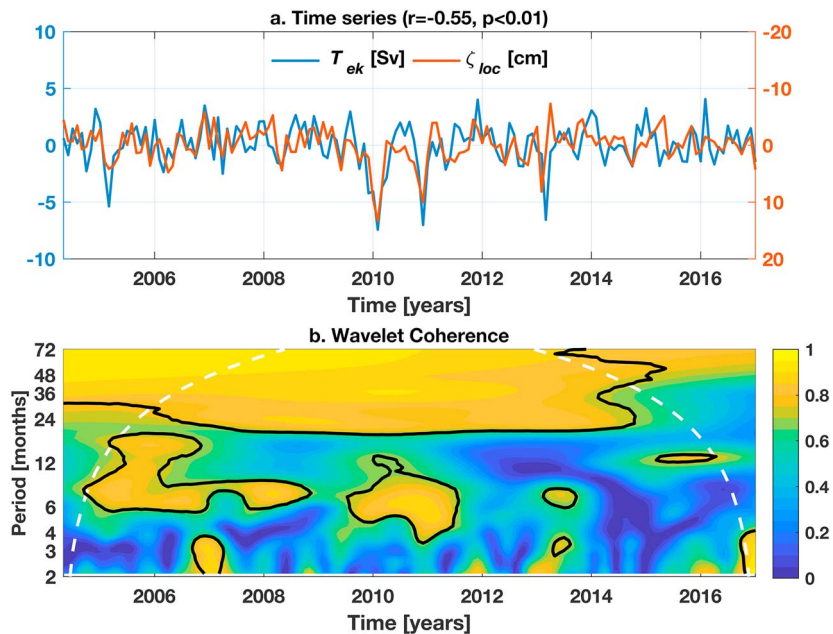 a. Time series (r=-0.55, p<0.01)
10 -20
T_ek [Sv] ζ_loc [cm]
5 -10
0 0
-5 10
-10 20
2006 2008 2010 2012 2014 2016
Time [years]
b. Wavelet Coherence
72 1
48
36 0.8
24
0.6
12
Period [months]
0.4
6
4 0.2
3
2 0
2006 2008 2010 2012 2014 2016
Time [years]